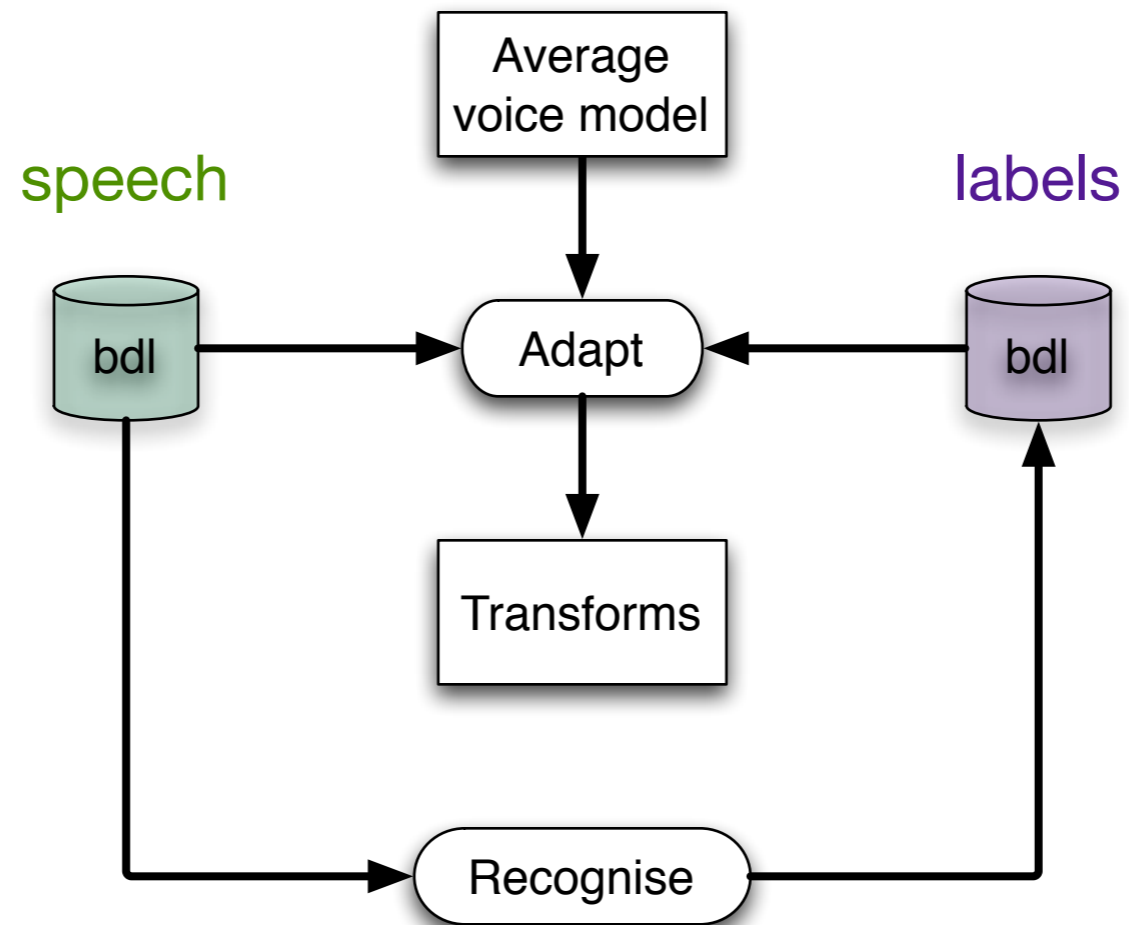 Average
voice model
speech
labels
bdl
Adapt
bdl
Transforms
Recognise